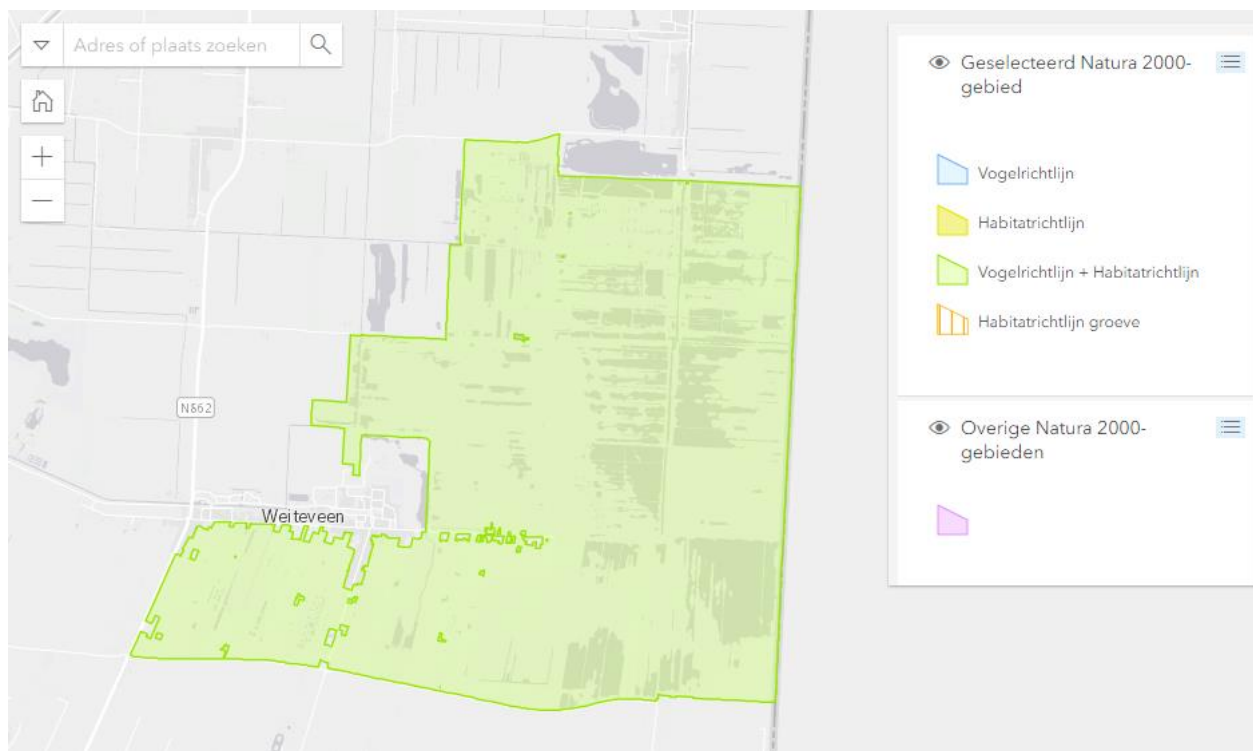 Adres of plaats zoeken
N862
Weiteveen
Geselecteerd Natura 2000-
gebied
Vogelrichtlijn
Habitatrichtlijn
Vogelrichtlijn + Habitatrichtlijn
Habitatrichtlijn groeve
Overige Natura 2000-
gebieden